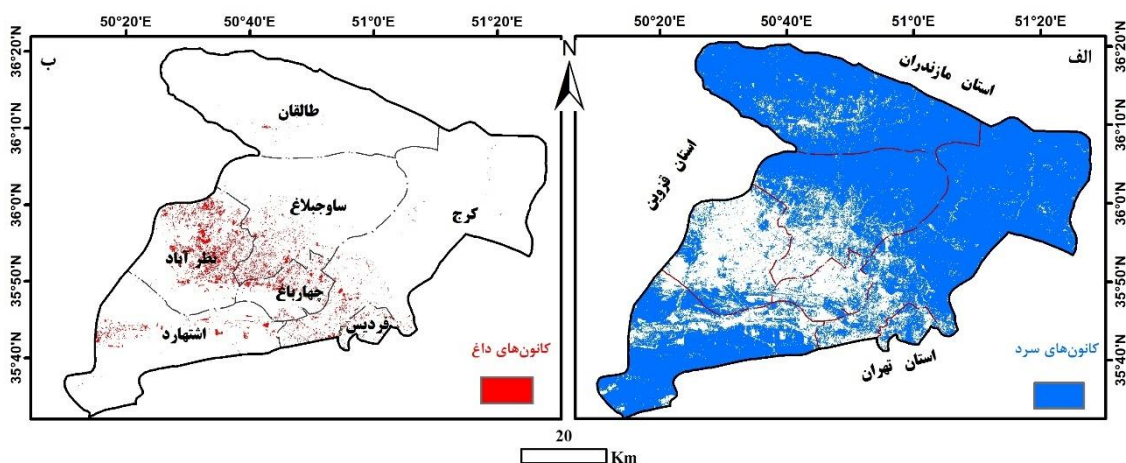 50°20'E 50°40'E 51°0'E 51°20'E
50°20'E 50°40'E 51°0'E 51°20'E
36°20'N
36°10'N
36°0'N
35°50'N
35°40'N
ب
N
طالقان
ساوجبلاغ
کرج
نظر آباد
چهارباغ
فردیس
اشتهارد
کانون‌های داغ
36°20'N
36°10'N
36°0'N
35°50'N
35°40'N
الف
استان مازندران
استان قزوین
استان تهران
کانون‌های سرد
20
Km